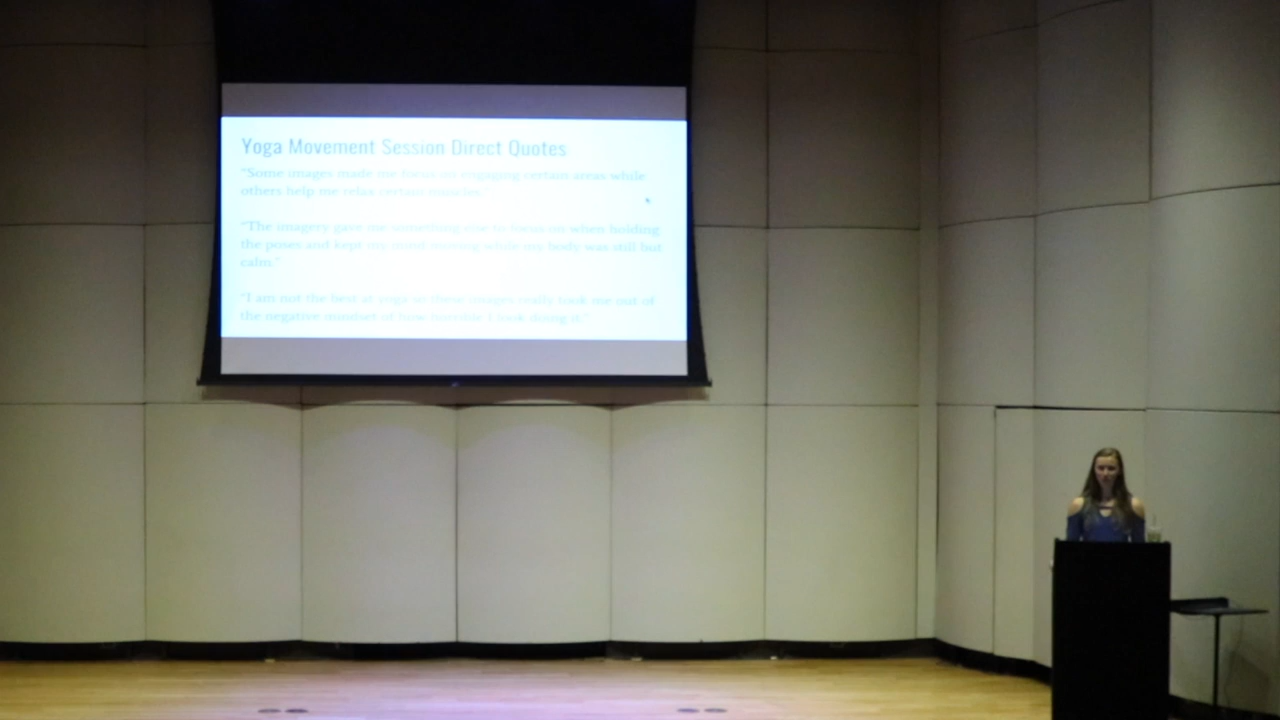 Yoga Movement Session Direct Quotes
"Some images made me focus on engaging certain areas while
others help me relax certain muscles."
"The imagery gave me something else to focus on when holding
the poses and kept my mind moving while my body was still but
calm."
"I am not the best at yoga so these images really took me out of
the negative mindset of how horrible I look doing it."